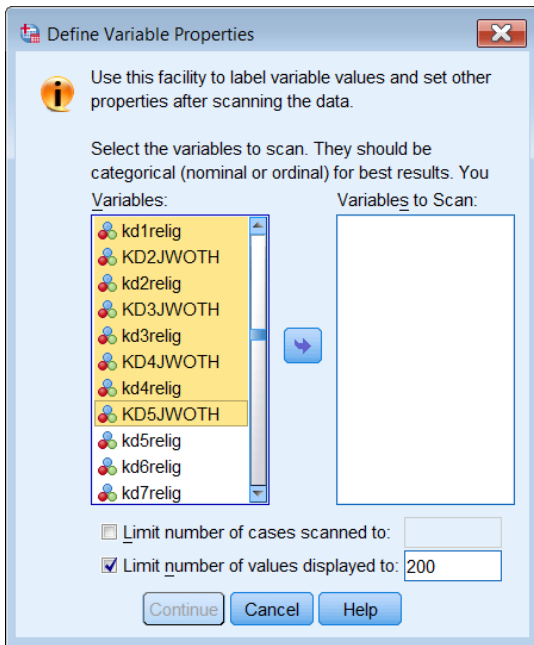 Define Variable Properties
Use this facility to label variable values and set other
properties after scanning the data.
Select the variables to scan. They should be
categorical (nominal or ordinal) for best results. You
Variables:
Variables to Scan:
kd1relig
KD2JWOTH
kd2relig
KD3JWOTH
kd3relig
KD4JWOTH
kd4relig
KD5JWOTH
kd5relig
kd6relig
kd7relig
Limit number of cases scanned to:
Limit number of values displayed to: 200
Continue Cancel Help